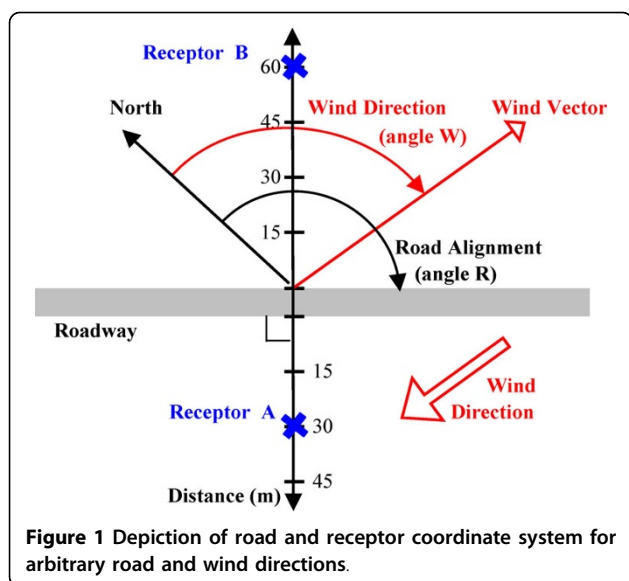 Receptor B
60
North
45
Wind Direction
(angle W)
Wind Vector
30
15
Road Alignment
(angle R)
Roadway
15
Wind
Direction
Receptor A
30
45
Distance (m)
Figure 1 Depiction of road and receptor coordinate system for
arbitrary road and wind directions.